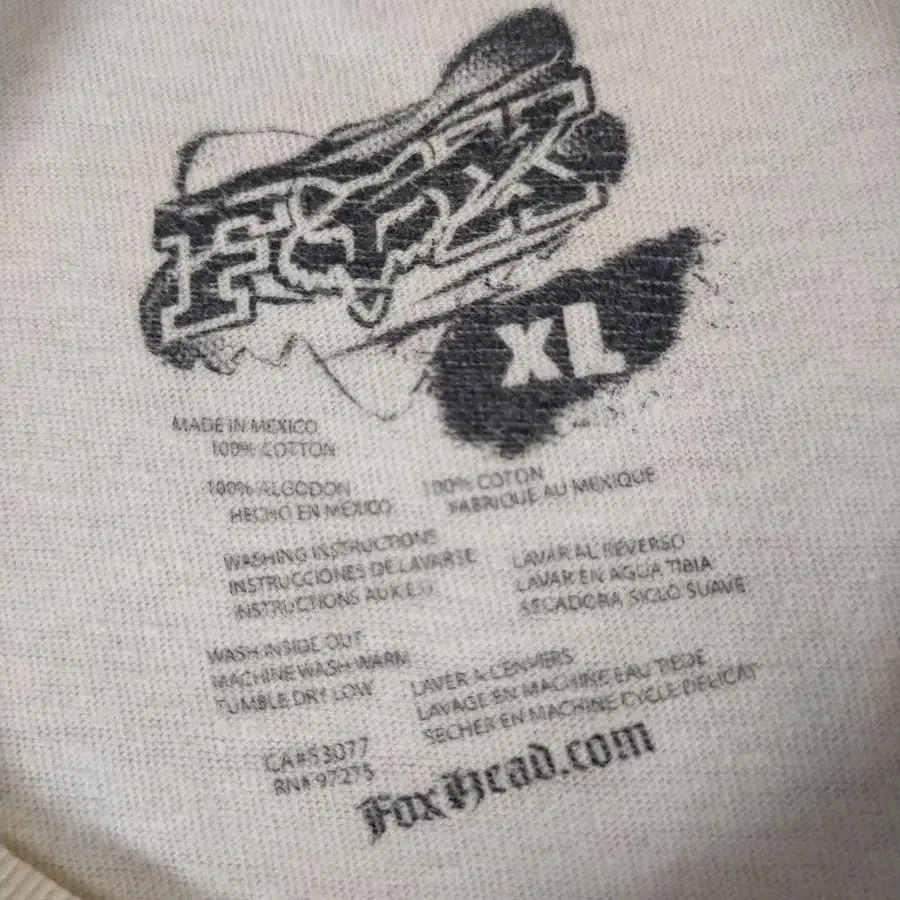 FOX
XL
MADE IN MEXICO
100% COTTON
100% ALGODON
HECHO EN MEXICO
100% COTON
FABRIQUE AU MEXIQUE
WASHING INSTRUCTIONS
INSTRUCCIONES DE LAVARSE
INSTRUCTIONS
LAVAR AL REVERSO
LAVAR EN AGUA TIBIA
SECADORA SICLO SUAVE
WASH INSIDE OUT
MACHINE WASH WARM
TUMBLE DRY LOW
LAVER A L'ENVERS
LAVAGE EN MACHINE EAU TIEDE
SECHER EN MACHINE CYCLE DELICAT
CA#53077
RN# 97275
FoxHead.com